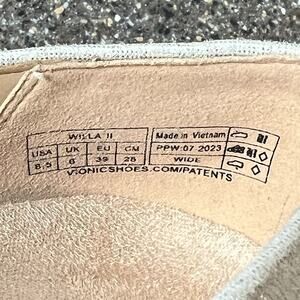 WILLA II
USA UK EU CM
8.5 6 39 25
Made in Vietnam
PPW:07 2023
WIDE
VIONICSHOES.COM/PATENTS